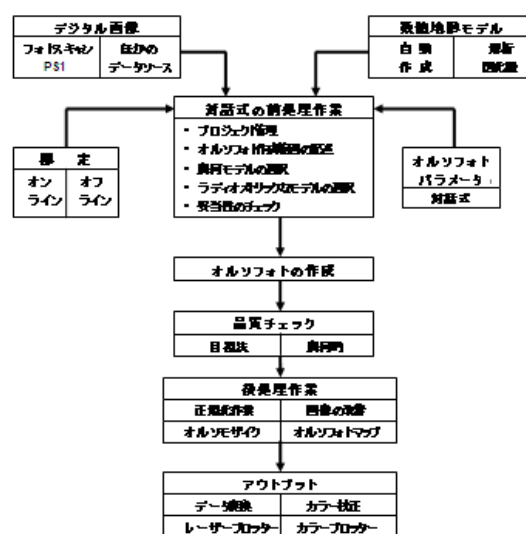 デジタル画像
フォトスキャン
PS1
ほかの
データソース
数値地形モデル
自動
作成
対話式の前処理作業
・ プロジェクト管理
・ オルソフォト作成範囲の記述
・ 幾何モデルの選択
・ ラディオメトリックなモデルの選択
・ 妥当性のチェック
標定
オン
ライン
オフ
ライン
オルソフォト
パラメータ
対話式
オルソフォトの作成
品質チェック
目視法
幾何的
後処理作業
正規化作業
画像の改善
オルソモザイク
オルソフォトマップ
アウトプット
データ変換
カラー校正
レーザープロッター
カラープロッター